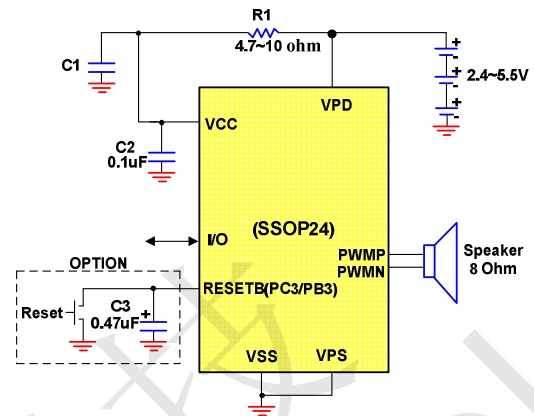 R1
4.7~10 ohm
C1
2.4~5.5V
VPD
VCC
C2
0.1uF
I/O
(SSOP24)
PWMP
PWMN
Speaker
8 Ohm
OPTION
RESETB(PC3/PB3)
Reset
C3
0.47uF
VSS
VPS